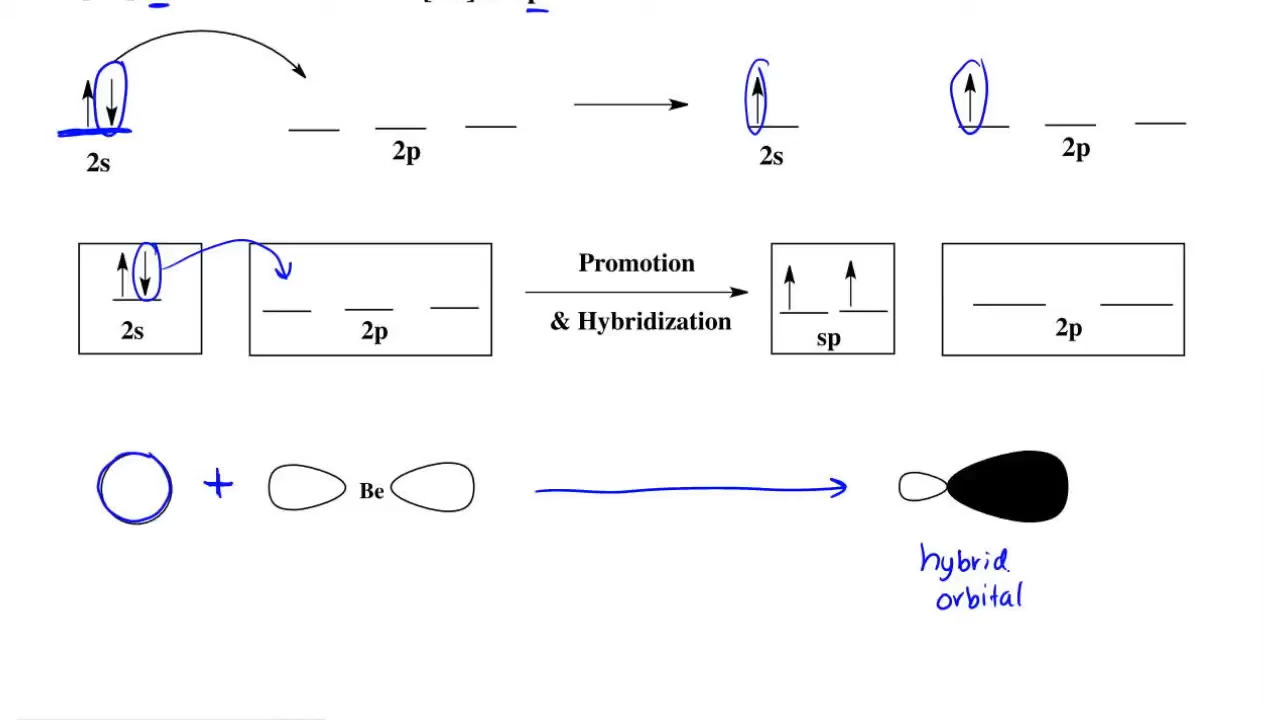 2s
2p
2s
2p
Promotion
2s
2p
& Hybridization
sp
2p
+
Be
hybrid
orbital